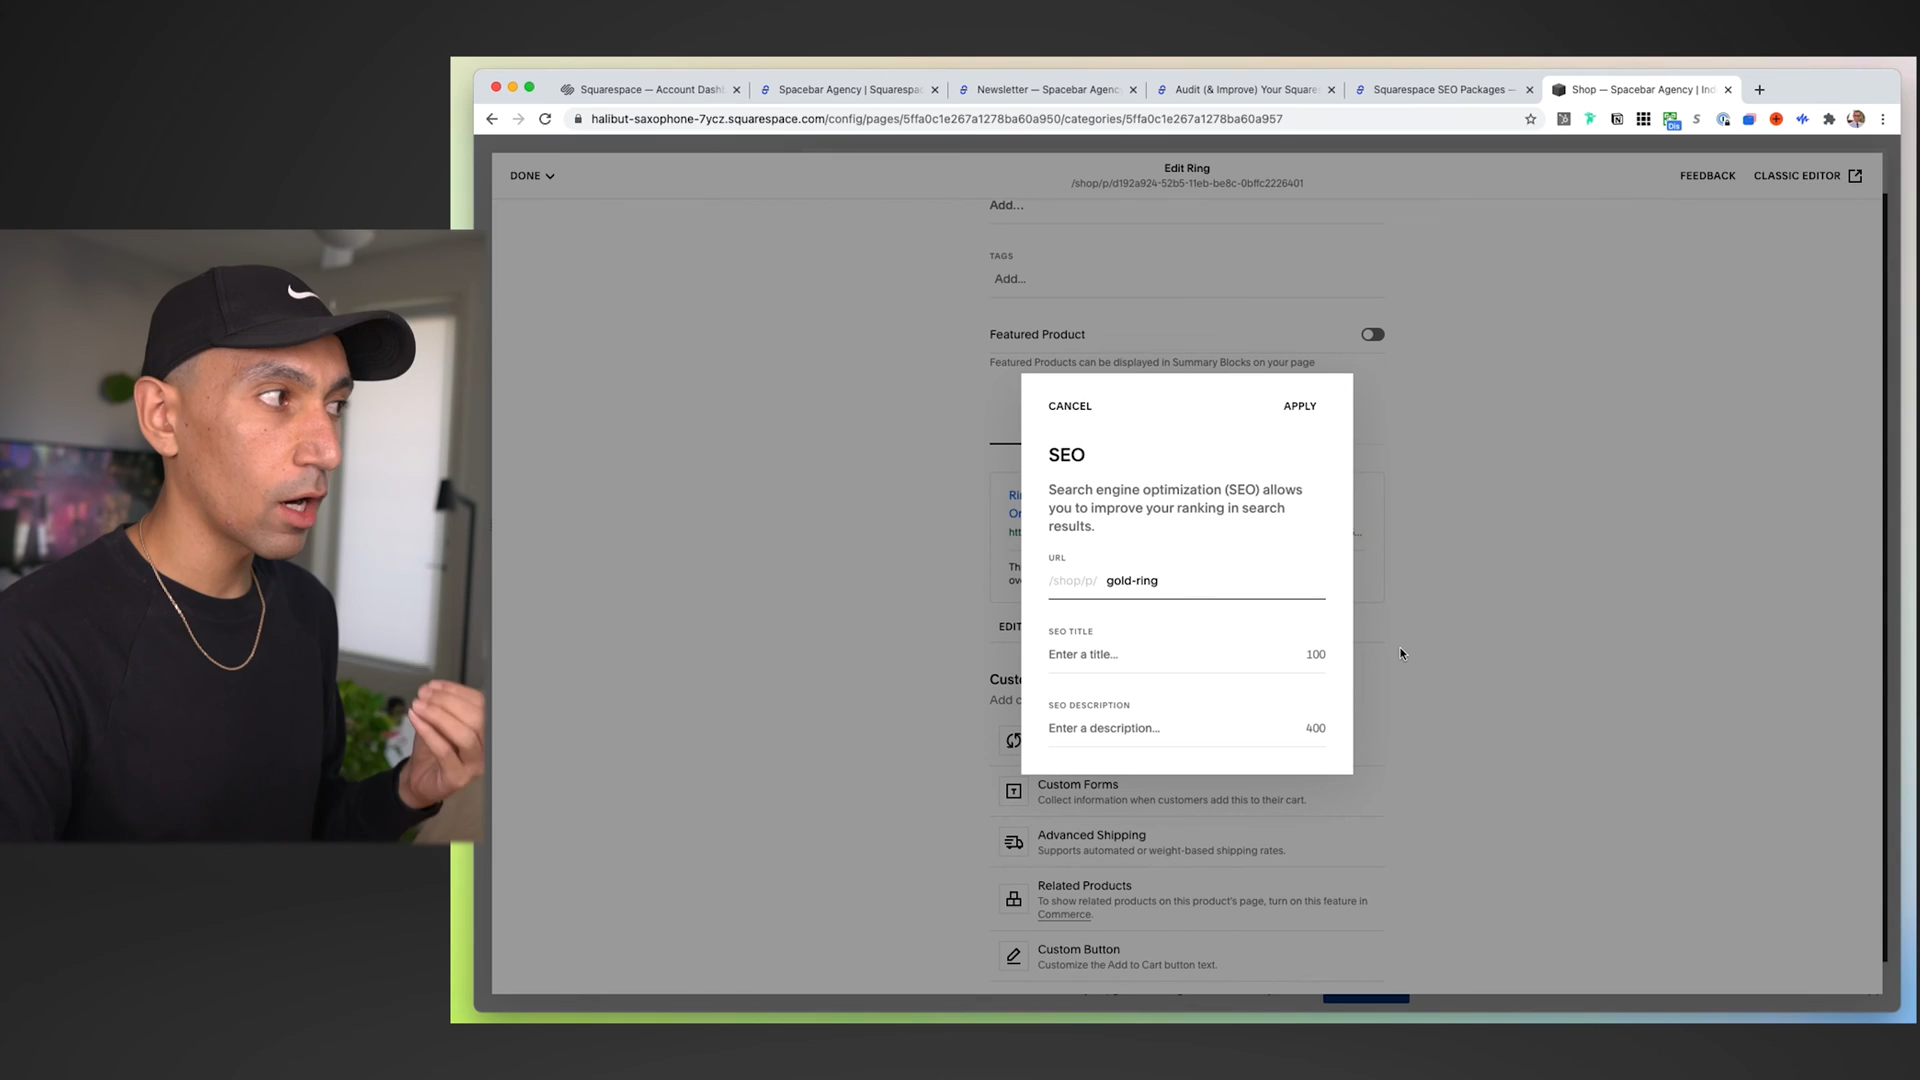 Squarespace — Account Dash
Spacebar Agency | Squarespa
Newsletter — Spacebar Agenc
Audit (& Improve) Your Square
Squarespace SEO Packages —
Shop — Spacebar Agency | Ind
halibut-saxophone-7ycz.squarespace.com/config/pages/5ffa0c1e267a1278ba60a950/categories/5ffa0c1e267a1278ba60a957
Dis
DONE
Edit Ring
/shop/p/d192a924-52b5-11eb-be8c-0bffc2226401
FEEDBACK
CLASSIC EDITOR
Add...
TAGS
Add...
Featured Product
Featured Products can be displayed in Summary Blocks on your page
CANCEL
APPLY
SEO
Search engine optimization (SEO) allows
you to improve your ranking in search
results.
URL
/shop/p/ gold-ring
SEO TITLE
Enter a title...
100
SEO DESCRIPTION
Enter a description...
400
EDIT
Custom Forms
Collect information when customers add this to their cart.
Advanced Shipping
Supports automated or weight-based shipping rates.
Related Products
To show related products on this product's page, turn on this feature in
Commerce.
Custom Button
Customize the Add to Cart button text.